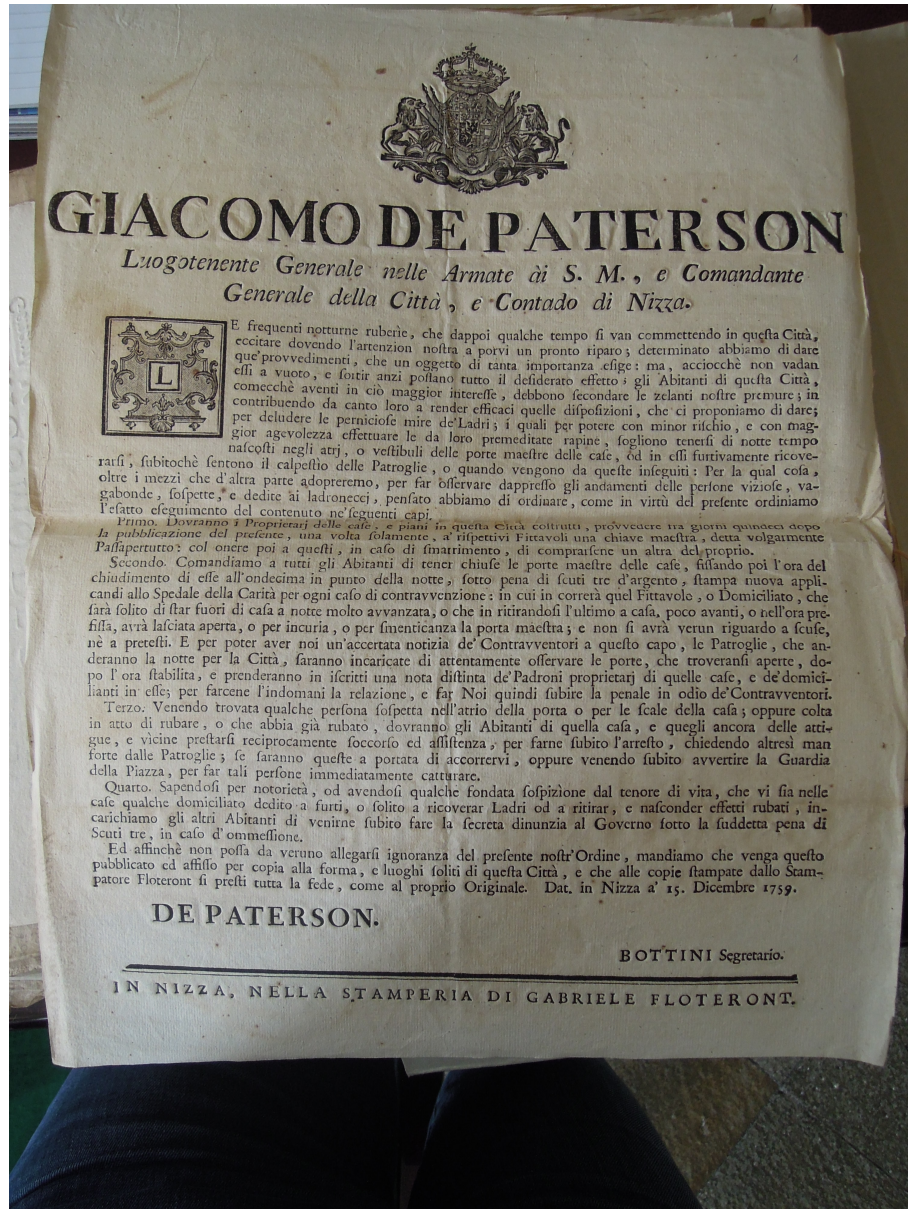 GIACOMO DE PATERSON
Luogotenente Generale nelle Armate di S. M., e Comandante
Generale della Città, e Contado di Nizza.
LE frequenti notturne ruberìe, che dappoi qualche tempo ſi van commettendo in queſta Città,
eccitare dovendo l'attenzion noſtra a porvi un pronto riparo; determinato abbiamo di dare
que'provvedimenti, che un oggetto di tanta importanza eſige: ma, acciocchè non vadan
eſſi a vuoto, e ſortir anzi poſſano tutto il deſiderato effetto; gli Abitanti di queſta Città,
comecchè aventi in ciò maggior intereſſe, debbono ſecondare le zelanti noſtre premure; in
contribuendo da canto loro a render efficaci quelle diſpoſizioni, che ci proponiamo di dare;
per deludere le pernicioſe mire de'Ladri; i quali per potere con minor riſchio, e con mag-
gior agevolezza effettuare le da loro premeditate rapine, ſogliono tenerſi di notte tempo
naſcoſti negli atrj, o veſtibuli delle porte maeſtre delle caſe, od in eſſi furtivamente ricove-
rarſi, ſubitochè ſentono il calpeſtìo delle Patroglie, o quando vengono da queſte inſeguiti: Per la qual coſa,
oltre i mezzi che d'altra parte adopreremo, per far oſſervare dappreſſo gli andamenti delle perſone vizioſe, va-
gabonde, ſoſpette, e dedite ai ladronecej, penſato abbiamo di ordinare, come in virtù del preſente ordiniamo
l'eſatto eſeguimento del contenuto ne'ſeguenti capi.
Primo. Dovranno i Proprietarj delle caſe, e piani in queſta Città coſtrutti, provvedere tra giorni quindeci dopo
la pubblicazione del preſente, una volta ſolamente, a'riſpettivi Fittavoli una chiave maeſtra, detta volgarmente
Paſſapertutto: col onere poi a queſti, in caſo di ſmarrimento, di comprarſene un altra del proprio.
Secondo. Comandiamo a tutti gli Abitanti di tener chiuſe le porte maeſtre delle caſe, fiſſando poi l'ora del
chiudimento di eſſe all'ondecima in punto della notte, ſotto pena di ſcuti tre d'argento, ſtampa nuova appli-
candi allo Spedale della Carità per ogni caſo di contravvenzione: in cui in correrà quel Fittavolo, o Domiciliato, che
ſarà ſolito di ſtar fuori di caſa a notte molto avvanzata, o che in ritirandoſi l'ultimo a caſa, poco avanti, o nell'ora pre-
fiſſa, avrà laſciata aperta, o per incuria, o per ſmenticanza la porta maeſtra; e non ſi avrà verun riguardo a ſcuſe,
nè a preteſti. E per poter aver noi un'accertata notizia de'Contravventori a queſto capo, le Patroglie, che an-
deranno la notte per la Città, ſaranno incaricate di attentamente oſſervare le porte, che troveranſi aperte, do-
po l'ora ſtabilita, e prenderanno in iſcritti una nota diſtinta de'Padroni proprietarj di quelle caſe, e de'domici-
lianti in eſſe; per farcene l'indomani la relazione, e far Noi quindi ſubire la penale in odio de'Contravventori.
Terzo. Venendo trovata qualche perſona ſoſpetta nell'atrio della porta o per le ſcale della caſa; oppure colta
in atto di rubare, o che abbia già rubato, dovranno gli Abitanti di quella caſa, e quegli ancora delle atti-
gue, e vicine preſtarſi reciprocamente ſoccorſo ed aſſiſtenza, per farne ſubito l'arreſto, chiedendo altresì man
forte dalle Patroglie; ſe ſaranno queſte a portata di accorrervi, oppure venendo ſubito avvertire la Guardia
della Piazza, per far tali perſone immediatamente catturare.
Quarto. Sapendoſi per notorietà, od avendoſi qualche fondata ſoſpizìone dal tenore di vita, che vi ſia nelle
caſe qualche domiciliato dedito a furti, o ſolito a ricoverar Ladri od a ritirar, e naſconder effetti rubati, in-
carichiamo gli altri Abitanti di venirne ſubito fare la ſecreta dinunzia al Governo ſotto la ſuddetta pena di
Scuti tre, in caſo d'ommeſſione.
Ed affinchè non poſſa da veruno allegarſi ignoranza del preſente noſtr'Ordine, mandiamo che venga queſto
pubblicato ed affiſſo per copia alla forma, e luoghi ſoliti di queſta Città, e che alle copie ſtampate dallo Stam-
patore Floteront ſi preſti tutta la fede, come al proprio Originale. Dat. in Nizza a' 15. Dicembre 1759.
DE PATERSON.
BOTTINI Segretario.
IN NIZZA, NELLA STAMPERIA DI GABRIELE FLOTERONT.